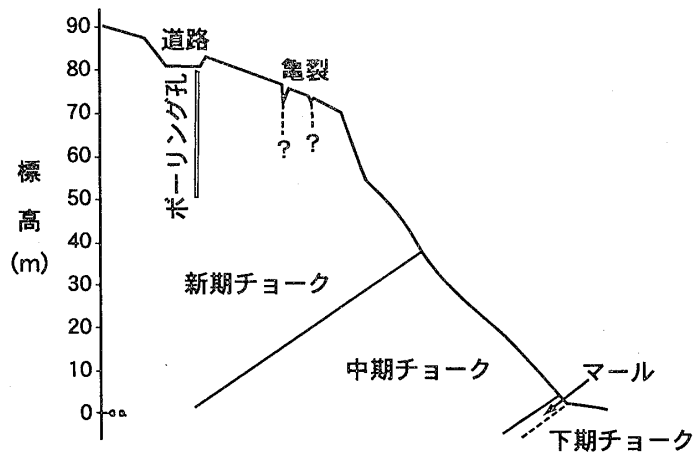 90
80
70
60
50
40
30
20
10
0
標高
(m)
道路
亀裂
ボーリング孔
?
?
新期チョーク
中期チョーク
マール
下期チョーク